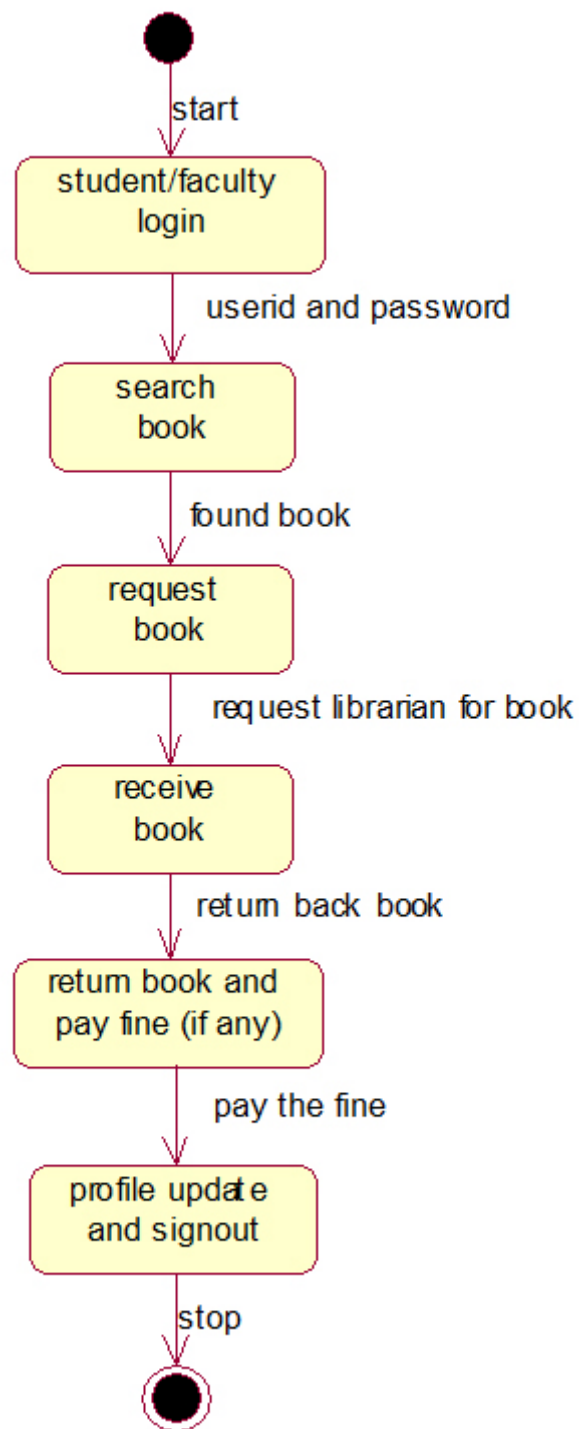 start
student/faculty
login
userid and password
search
book
found book
request
book
request librarian for book
receive
book
return back book
return book and
pay fine (if any)
pay the fine
profile update
and signout
stop